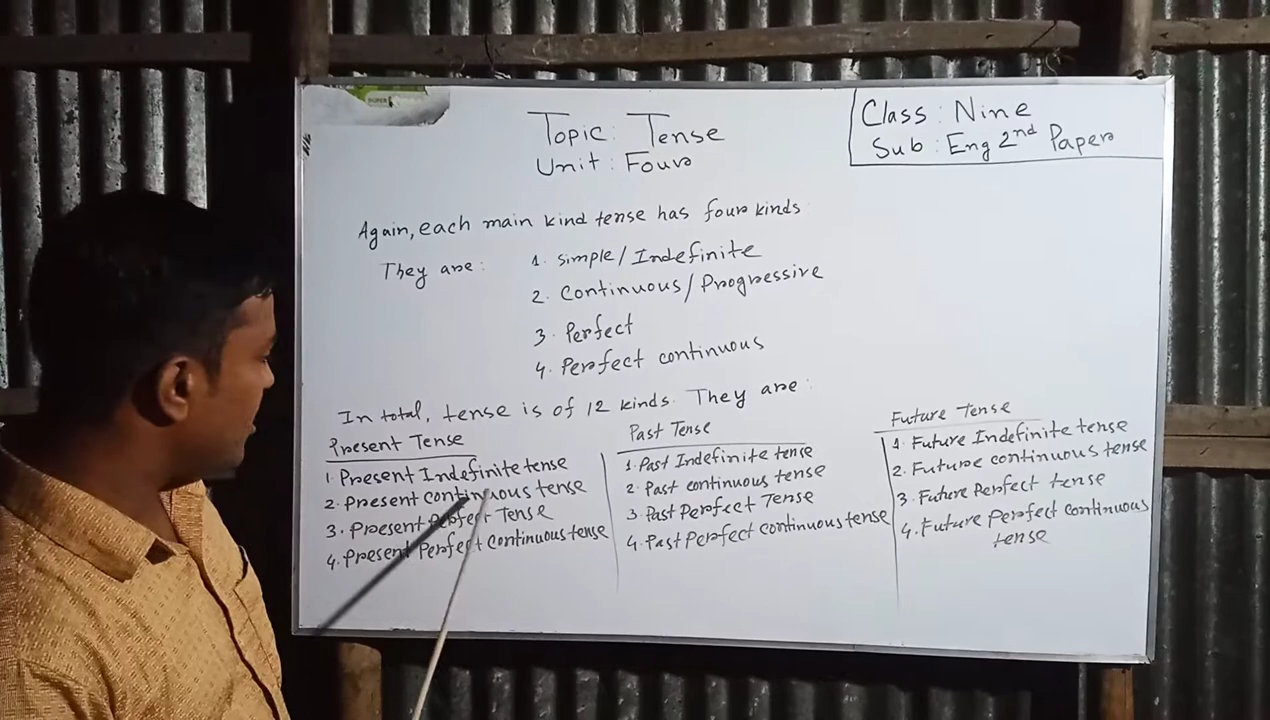 SUPER
Topic: Tense
Unit: Four
Class: Nine
Sub: Eng 2nd Paper
Again, each main kind tense has four kinds
They are:
1. Simple/Indefinite
2. Continuous/Progressive
3. Perfect
4. Perfect continuous
In total, tense is of 12 kinds. They are:
Present Tense
1. Present Indefinite tense
2. Present continuous tense
3. Present Perfect Tense
4. Present Perfect continuous tense
Past Tense
1. Past Indefinite tense
2. Past continuous tense
3. Past Perfect Tense
4. Past Perfect continuous tense
Future Tense
1. Future Indefinite tense
2. Future continuous tense
3. Future Perfect tense
4. Future Perfect continuous
tense